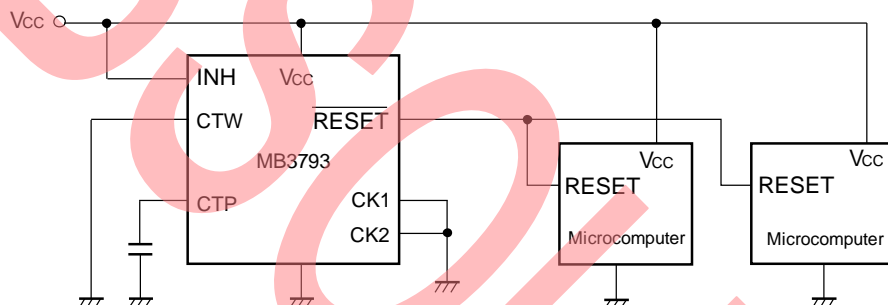 Vcc
INH
Vcc
CTW
RESET
MB3793
CTP
CK1
CK2
Vcc
RESET
Microcomputer
Vcc
RESET
Microcomputer